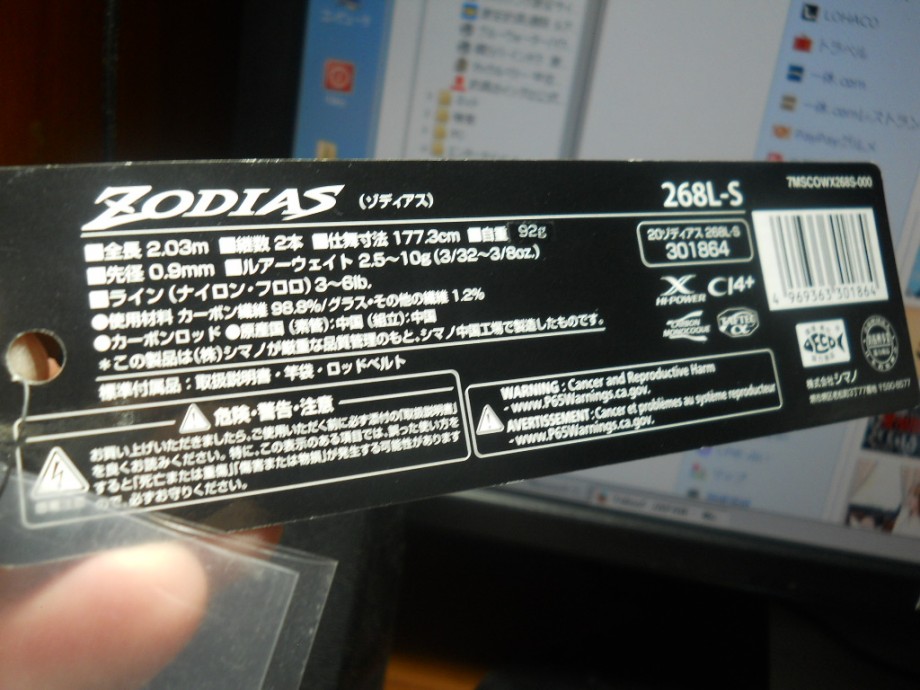 LOHACO
トラベル
ZODIAS (ゾディアス)
268L-S
7MSCOWX268S-000
■全長 2.03m ■継数 2本 ■仕舞寸法 177.3cm ■自重 92g
■先径 0.9mm ■ルアーウェイト 2.5～10g (3/32～3/8oz.)
■ライン (ナイロン・フロロ) 3～6lb.
●使用材料 カーボン繊維 98.8%/グラス・その他の繊維 1.2%
●カーボンロッド ●原産国 (素管):中国 (組立):中国
*この製品は(株)シマノが厳重な品質管理のもと、シマノ中国工場で製造したものです。
標準付属品:取扱説明書・竿袋・ロッドベルト
20ゾディアス 268L-S
301864
X
HI-POWER
CI4+
CARBON
MONOCOQUE
4 969363 301864
株式会社 シマノ
危険・警告・注意
お買い上げいただきましたら、ご使用いただく前に必ず添付の「取扱説明書」
を良くお読みください。特に、この表示のある項目では、誤った使い方を
すると「死亡または重傷」「傷害または物損」が発生する可能性があります
ので、必ずお守りください。
WARNING : Cancer and Reproductive Harm
- www.P65Warnings.ca.gov.
AVERTISSEMENT : Cancer et problèmes au système reproducteur
- www.P65Warnings.ca.gov.